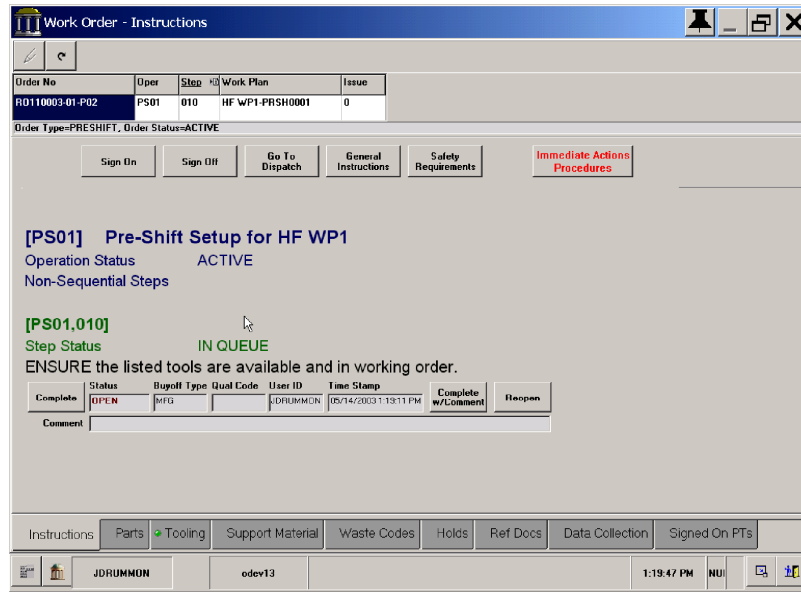 Work Order - Instructions
Order No Oper Step Work Plan Issue
RO110003-01-P02 PS01 010 HF WP1-PRSH0001 0
Order Type=PRESHIFT, Order Status=ACTIVE
Sign On Sign Off Go To Dispatch General Instructions Safety Requirements Immediate Actions Procedures
[PS01] Pre-Shift Setup for HF WP1
Operation Status ACTIVE
Non-Sequential Steps
[PS01,010]
Step Status IN QUEUE
ENSURE the listed tools are available and in working order.
Status Buyoff Type Qual Code User ID Time Stamp
Complete OPEN MFG JDRUMMON 05/14/2003 1:19:11 PM Complete w/Comment Reopen
Comment
Instructions Parts Tooling Support Material Waste Codes Holds Ref Docs Data Collection Signed On PTs
JDRUMMON odev13 1:19:47 PM NUI